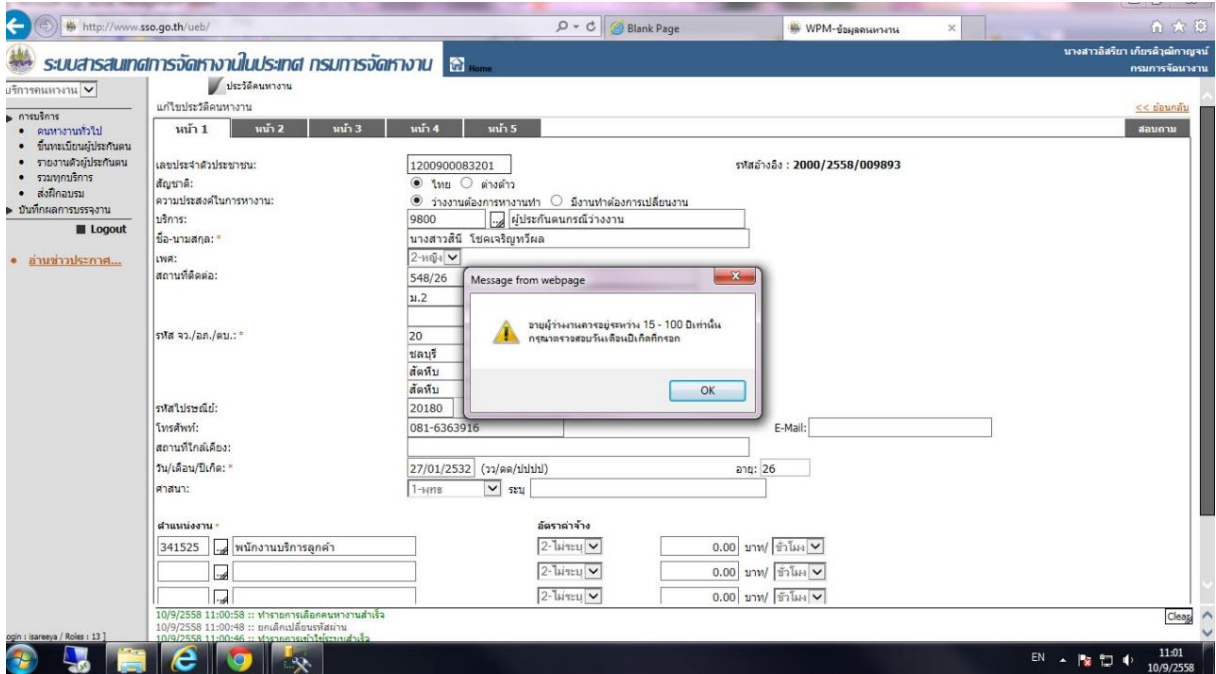 http://www.sso.go.th/ueb/
Blank Page
WPM-ข้อมูลคนหางาน
ระบบสารสนเทศการจัดหางานในประเทศ กรมการจัดหางาน
Home
กรมการจัดหางาน
บริการคนหางาน
ประวัติคนหางาน
แก้ไขประวัติคนหางาน
<< ย้อนกลับ
การบริการ
คนหางานทั่วไป
ขึ้นทะเบียนผู้ประกันตน
รายงานตัวผู้ประกันตน
รวมทุกบริการ
ส่งฝึกอบรม
บันทึกผลการบรรจุงาน
Logout
อ่านข่าวประกาศ...
หน้า 1 หน้า 2 หน้า 3 หน้า 4 หน้า 5 สอบถาม
เลขประจำตัวประชาชน: 1200900083201 รหัสอ้างอิง : 2000/2558/009893
สัญชาติ: ไทย ต่างด้าว
ความประสงค์ในการหางาน: ว่างงานต้องการหางานทำ มีงานทำต้องการเปลี่ยนงาน
บริการ: 9800 ... ผู้ประกันตนกรณีว่างงาน
ชื่อ-นามสกุล: * นางสาวสินี โชคเจริญทวีผล
เพศ: 2-หญิง
สถานที่ติดต่อ: 548/26
ม.2
รหัส จว./อภ./ตบ.: * 20
ชลบุรี
สัตหีบ
สัตหีบ
Message from webpage
อายุผู้ว่างงานควรอยู่ระหว่าง 15 - 100 ปีเท่านั้น
กรุณาตรวจสอบวันเดือนปีเกิดที่กรอก
OK
รหัสไปรษณีย์: 20180
โทรศัพท์: 081-6363916 E-Mail:
สถานที่ใกล้เคียง:
วัน/เดือน/ปีเกิด: * 27/01/2532 (วว/ดด/ปปปป) อายุ: 26
ศาสนา: 1-พุทธ ระบุ
ตำแหน่งงาน * อัตราค่าจ้าง
341525 ... พนักงานบริการลูกค้า 2-ไม่ระบุ 0.00 บาท/ ชั่วโมง
... 2-ไม่ระบุ 0.00 บาท/ ชั่วโมง
... 2-ไม่ระบุ 0.00 บาท/ ชั่วโมง
10/9/2558 11:00:58 :: ทำรายการเลือกคนหางานสำเร็จ
10/9/2558 11:00:48 :: ยกเลิกเปลี่ยนรหัสผ่าน
10/9/2558 11:00:46 :: ทำรายการเข้าใช้ระบบสำเร็จ
Clear
ogin : isareeya / Roles : 13 ]
EN
11:01
10/9/2558